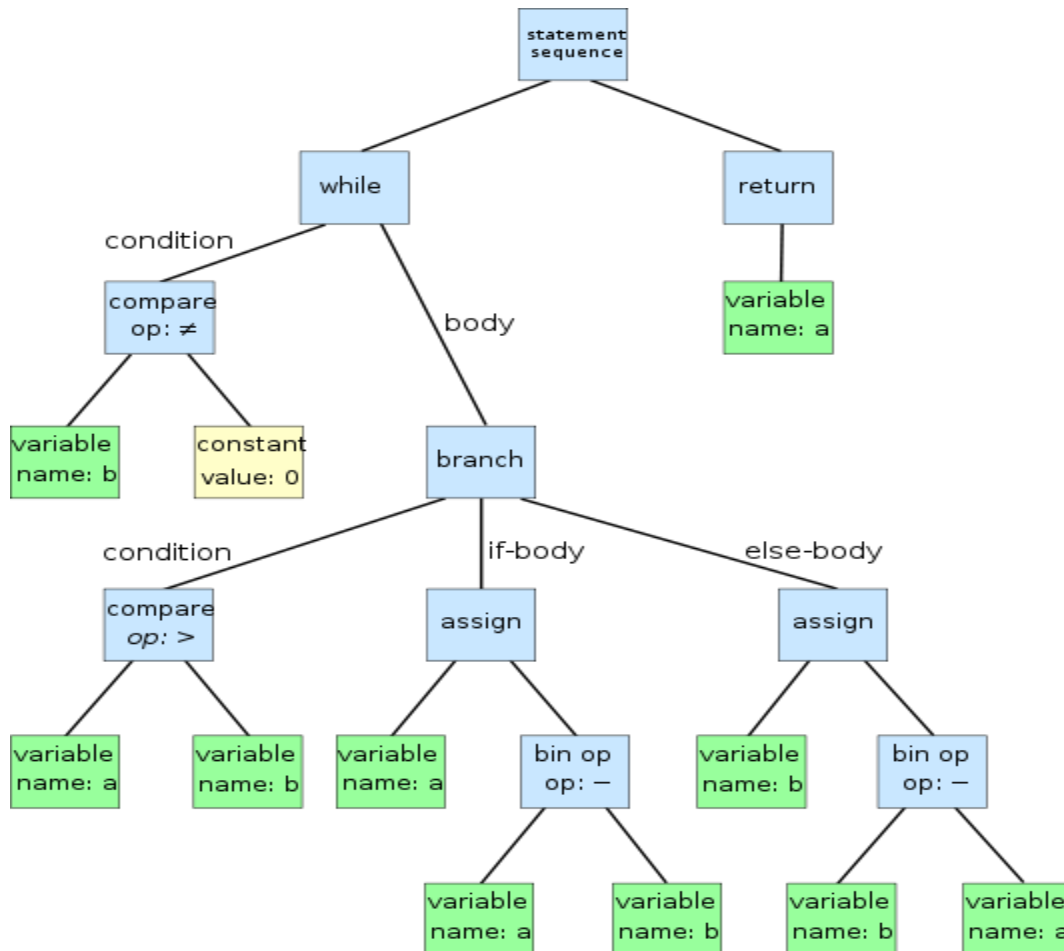 statement
sequence
while
return
condition
compare
op: ≠
body
variable
name: a
variable
name: b
constant
value: 0
branch
condition
if-body
else-body
compare
op: >
assign
assign
variable
name: a
variable
name: b
variable
name: a
bin op
op: −
variable
name: b
bin op
op: −
variable
name: a
variable
name: b
variable
name: b
variable
name: a